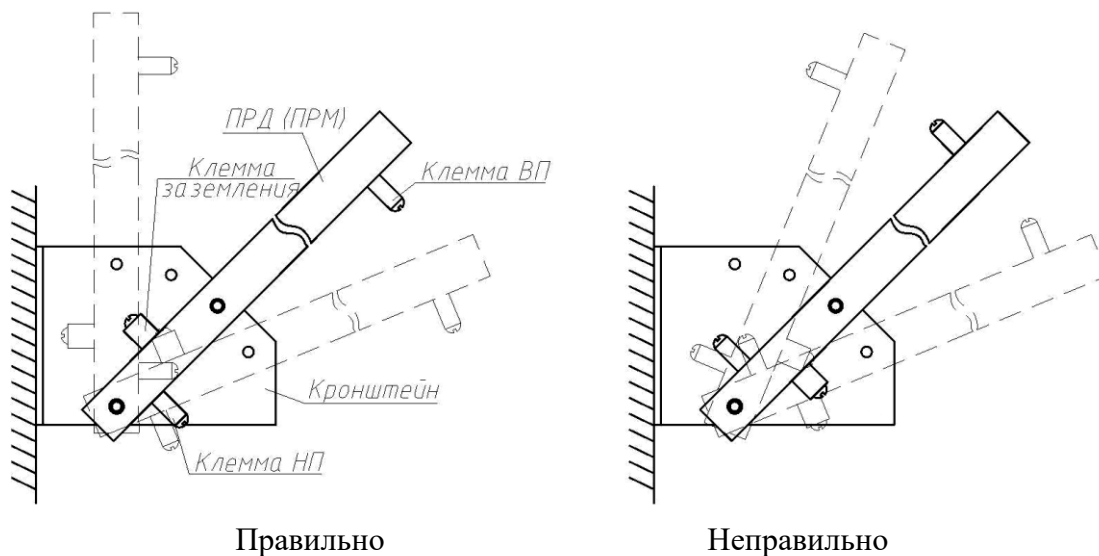 ПРД (ПРМ)
Клемма
заземления
Клемма ВП
Кронштейн
Клемма НП
Правильно
Неправильно